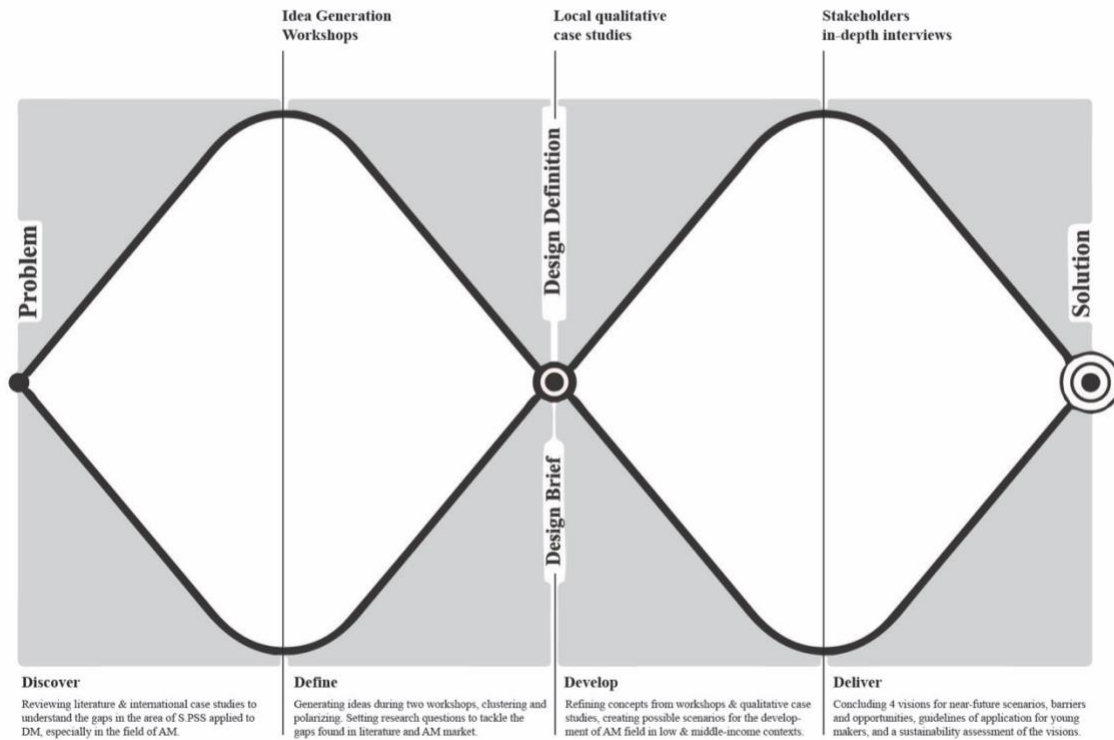 Idea Generation
Workshops
Local qualitative
case studies
Stakeholders
in-depth interviews
Problem
Design Definition
Design Brief
Solution
Discover
Reviewing literature & international case studies to
understand the gaps in the area of S.PSS applied to
DM, especially in the field of AM.
Define
Generating ideas during two workshops, clustering and
polarizing. Setting research questions to tackle the
gaps found in literature and AM market.
Develop
Refining concepts from workshops & qualitative case
studies, creating possible scenarios for the develop-
ment of AM field in low & middle-income contexts.
Deliver
Concluding 4 visions for near-future scenarios, barriers
and opportunities, guidelines of application for young
makers, and a sustainability assessment of the visions.